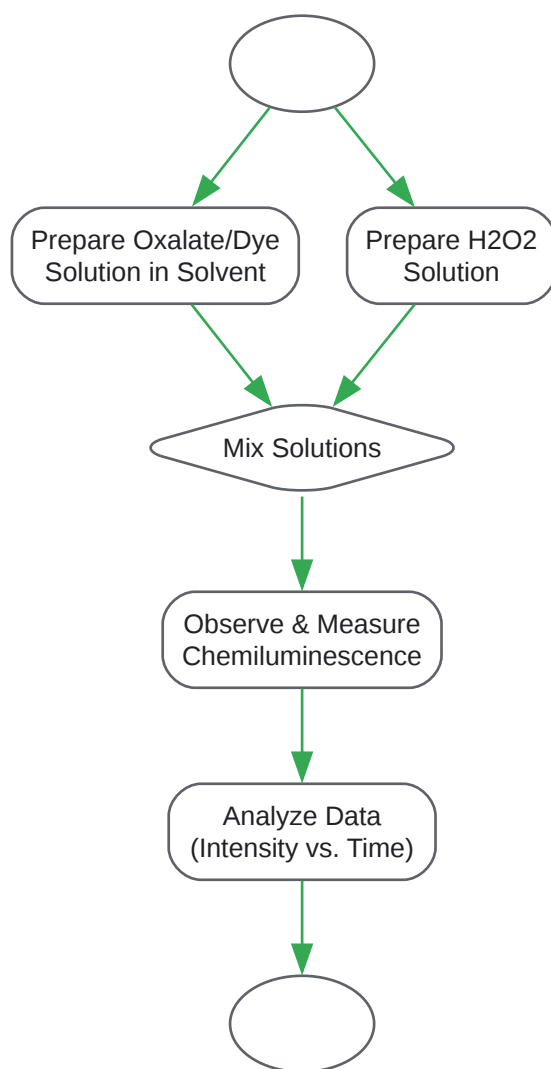 Prepare Oxalate/Dye
Solution in Solvent
Prepare H2O2
Solution
Mix Solutions
Observe & Measure
Chemiluminescence
Analyze Data
(Intensity vs. Time)